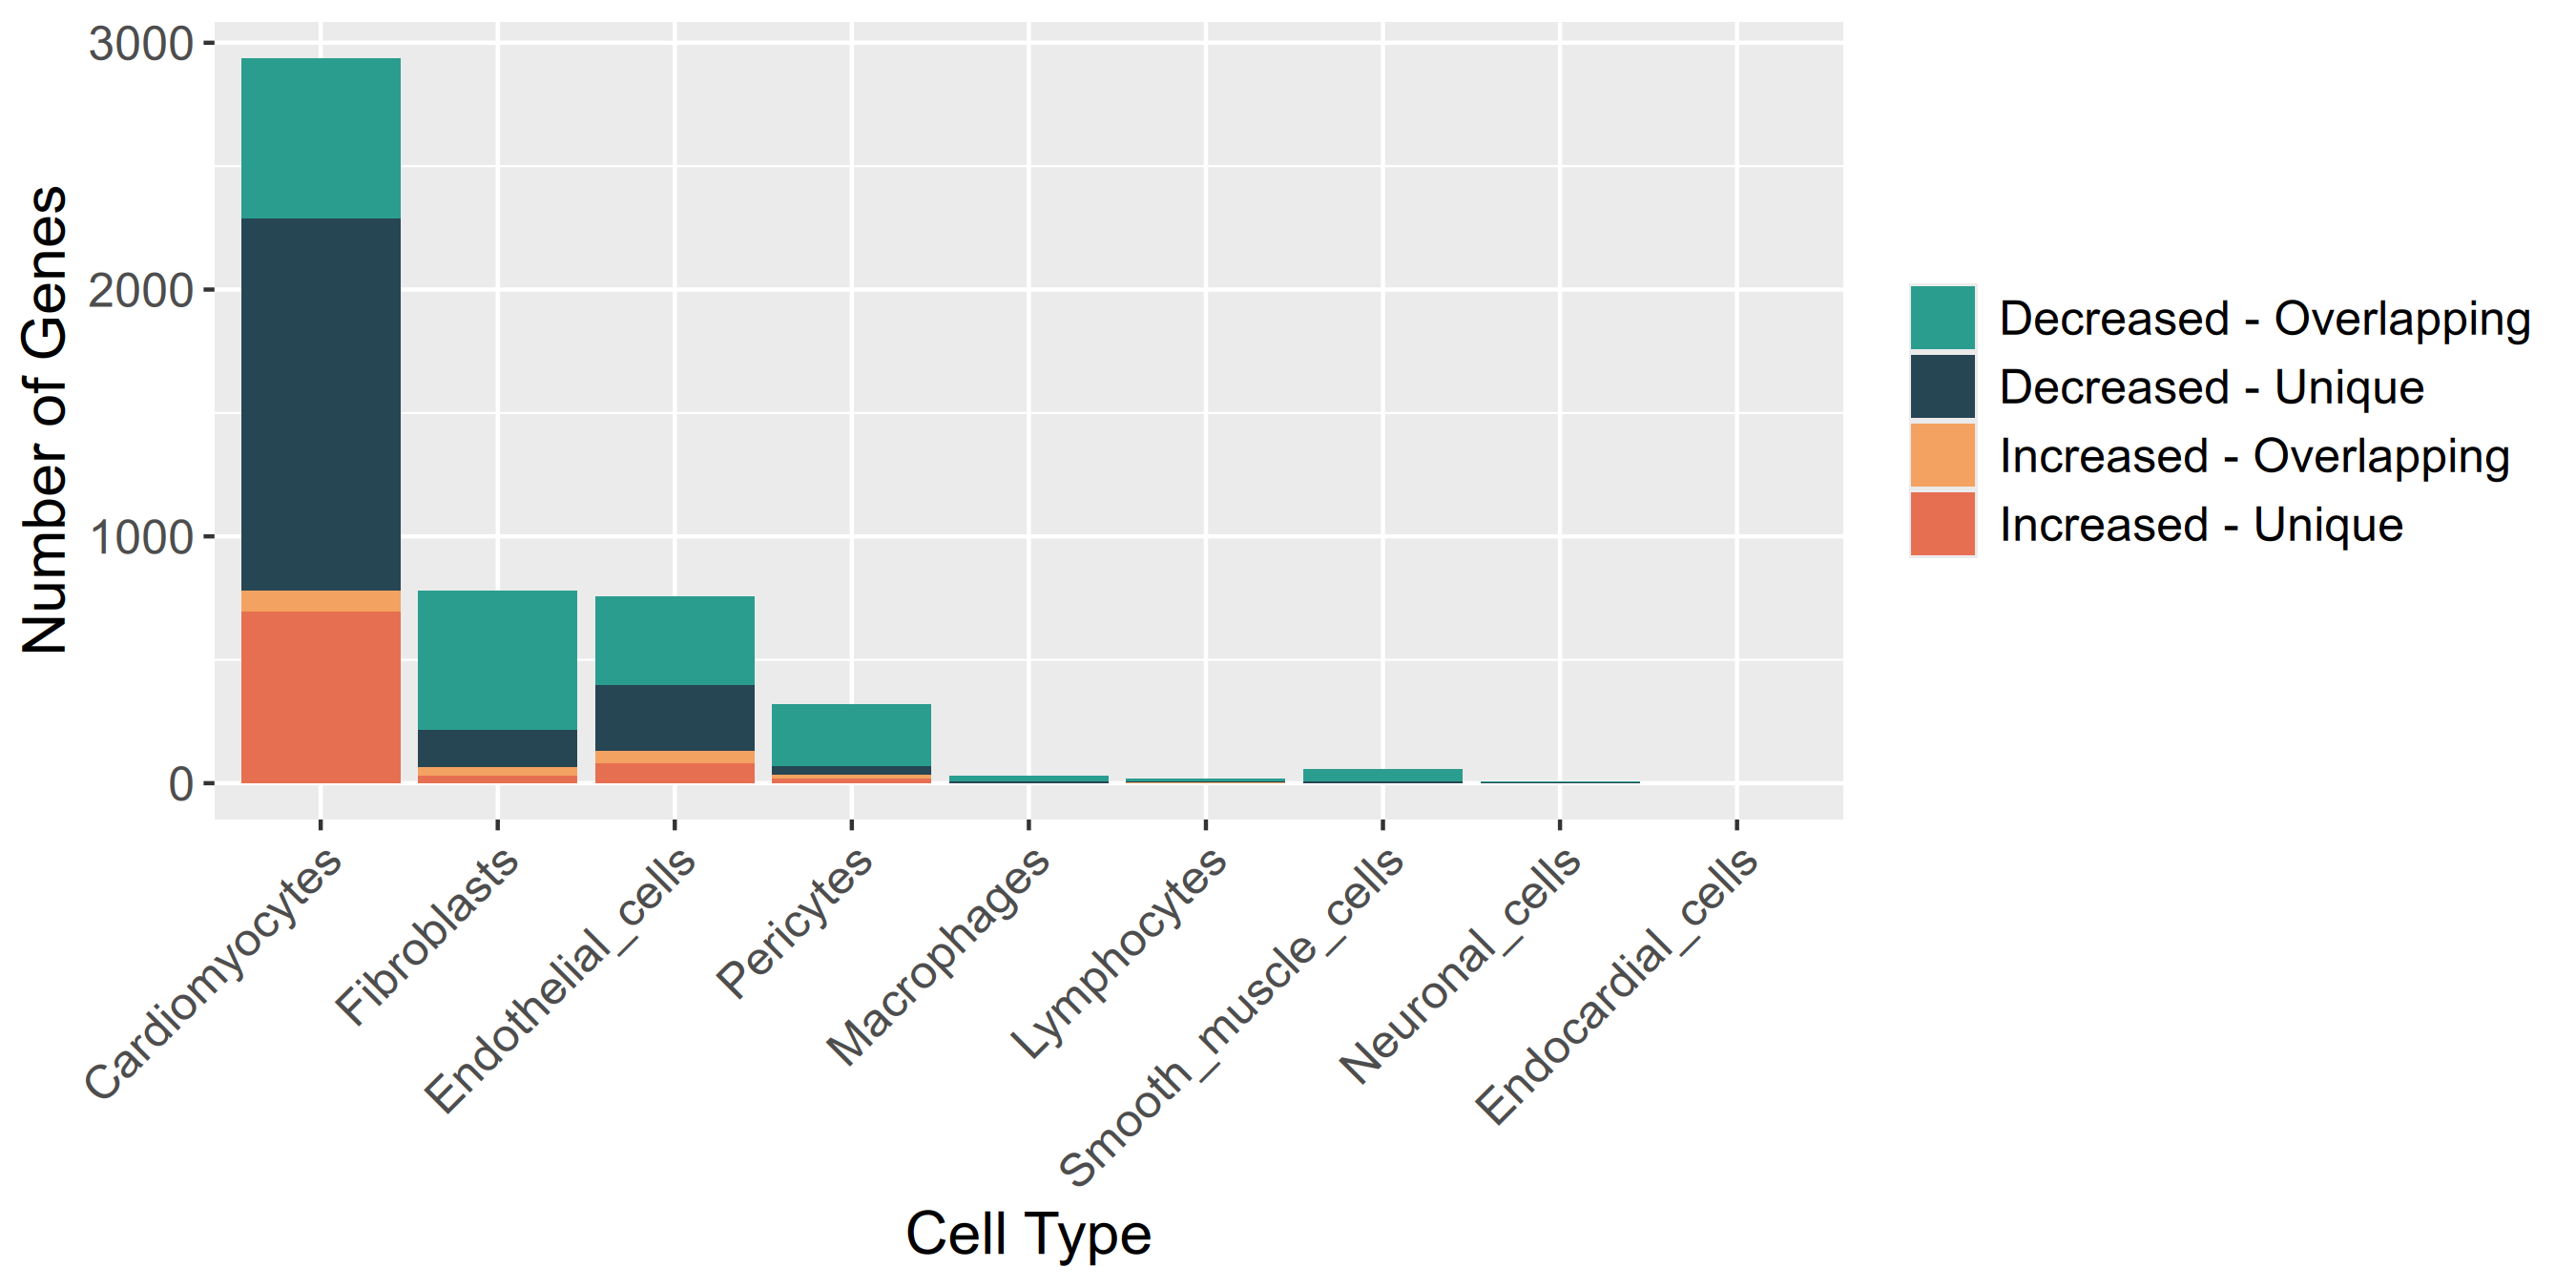 Number of Genes
3000
2000
1000
0
Cardiomyocytes
Fibroblasts
Endothelial_cells
Pericytes
Macrophages
Lymphocytes
Smooth_muscle_cells
Neuronal_cells
Endocardial_cells
Cell Type
Decreased - Overlapping
Decreased - Unique
Increased - Overlapping
Increased - Unique